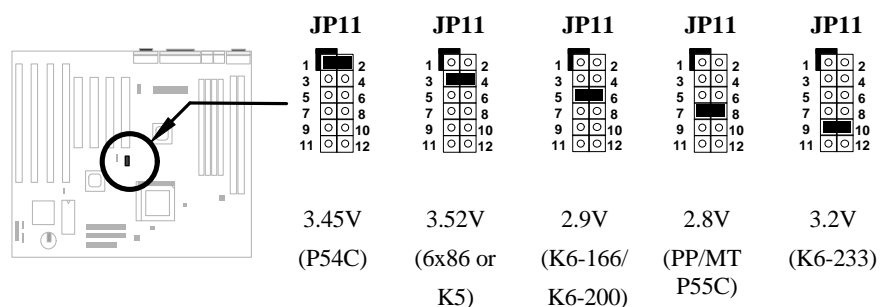 JP11 JP11 JP11 JP11 JP11
1 2 1 2 1 2 1 2 1 2
3 4 3 4 3 4 3 4 3 4
5 6 5 6 5 6 5 6 5 6
7 8 7 8 7 8 7 8 7 8
9 10 9 10 9 10 9 10 9 10
11 12 11 12 11 12 11 12 11 12
3.45V 3.52V 2.9V 2.8V 3.2V
(P54C) (6x86 or (K6-166/ (PP/MT (K6-233)
K5) K6-200) P55C)